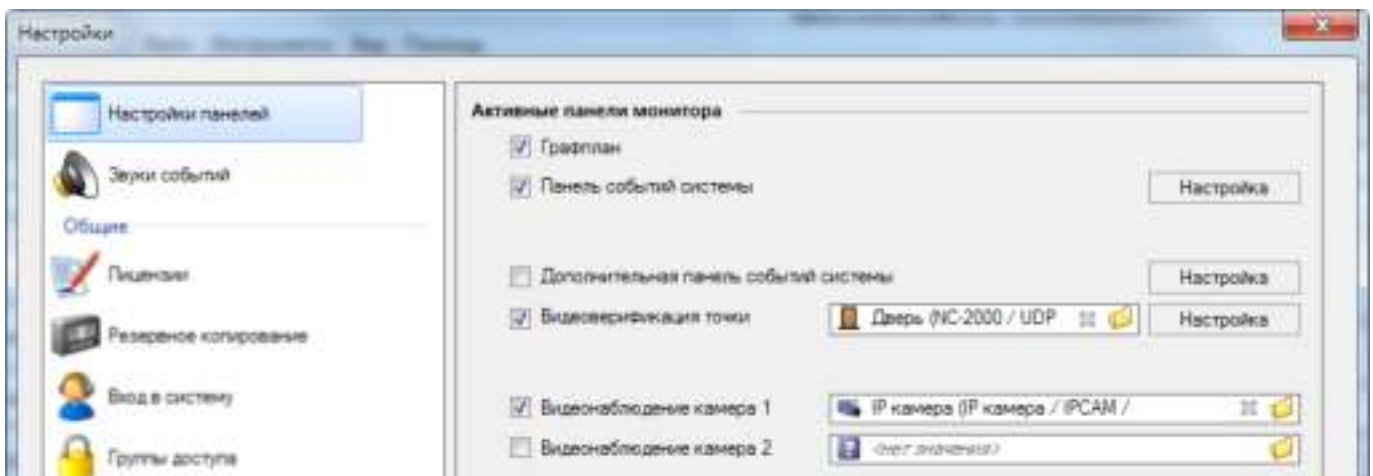 Настройки
Настройки панелей
Звуки событий
Общие
Лицензии
Резервное копирование
Вход в систему
Группы доступа
Активные панели монитора
Графплан
Панель событий системы
Настройка
Дополнительная панель событий системы
Настройка
Видеоверификация точки
Дверь (NC-2000 / UDP
Настройка
Видеонаблюдение камера 1
IP камера (IP камера / IPCAM /
Видеонаблюдение камера 2
<нет значения>